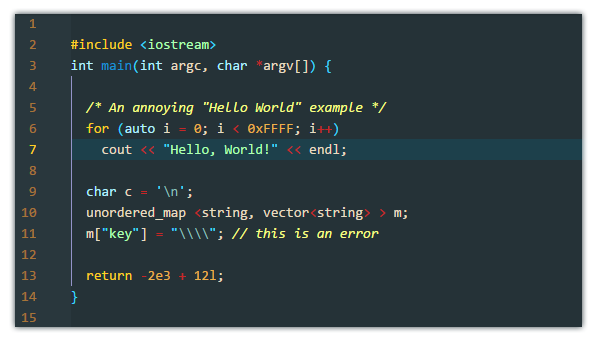 1
2 #include <iostream>
3 int main(int argc, char *argv[]) {
4
5 /* An annoying "Hello World" example */
6 for (auto i = 0; i < 0xFFFF; i++)
7 cout << "Hello, World!" << endl;
8
9 char c = '\n';
10 unordered_map <string, vector<string> > m;
11 m["key"] = "\\\\"; // this is an error
12
13 return -2e3 + 12l;
14 }
15